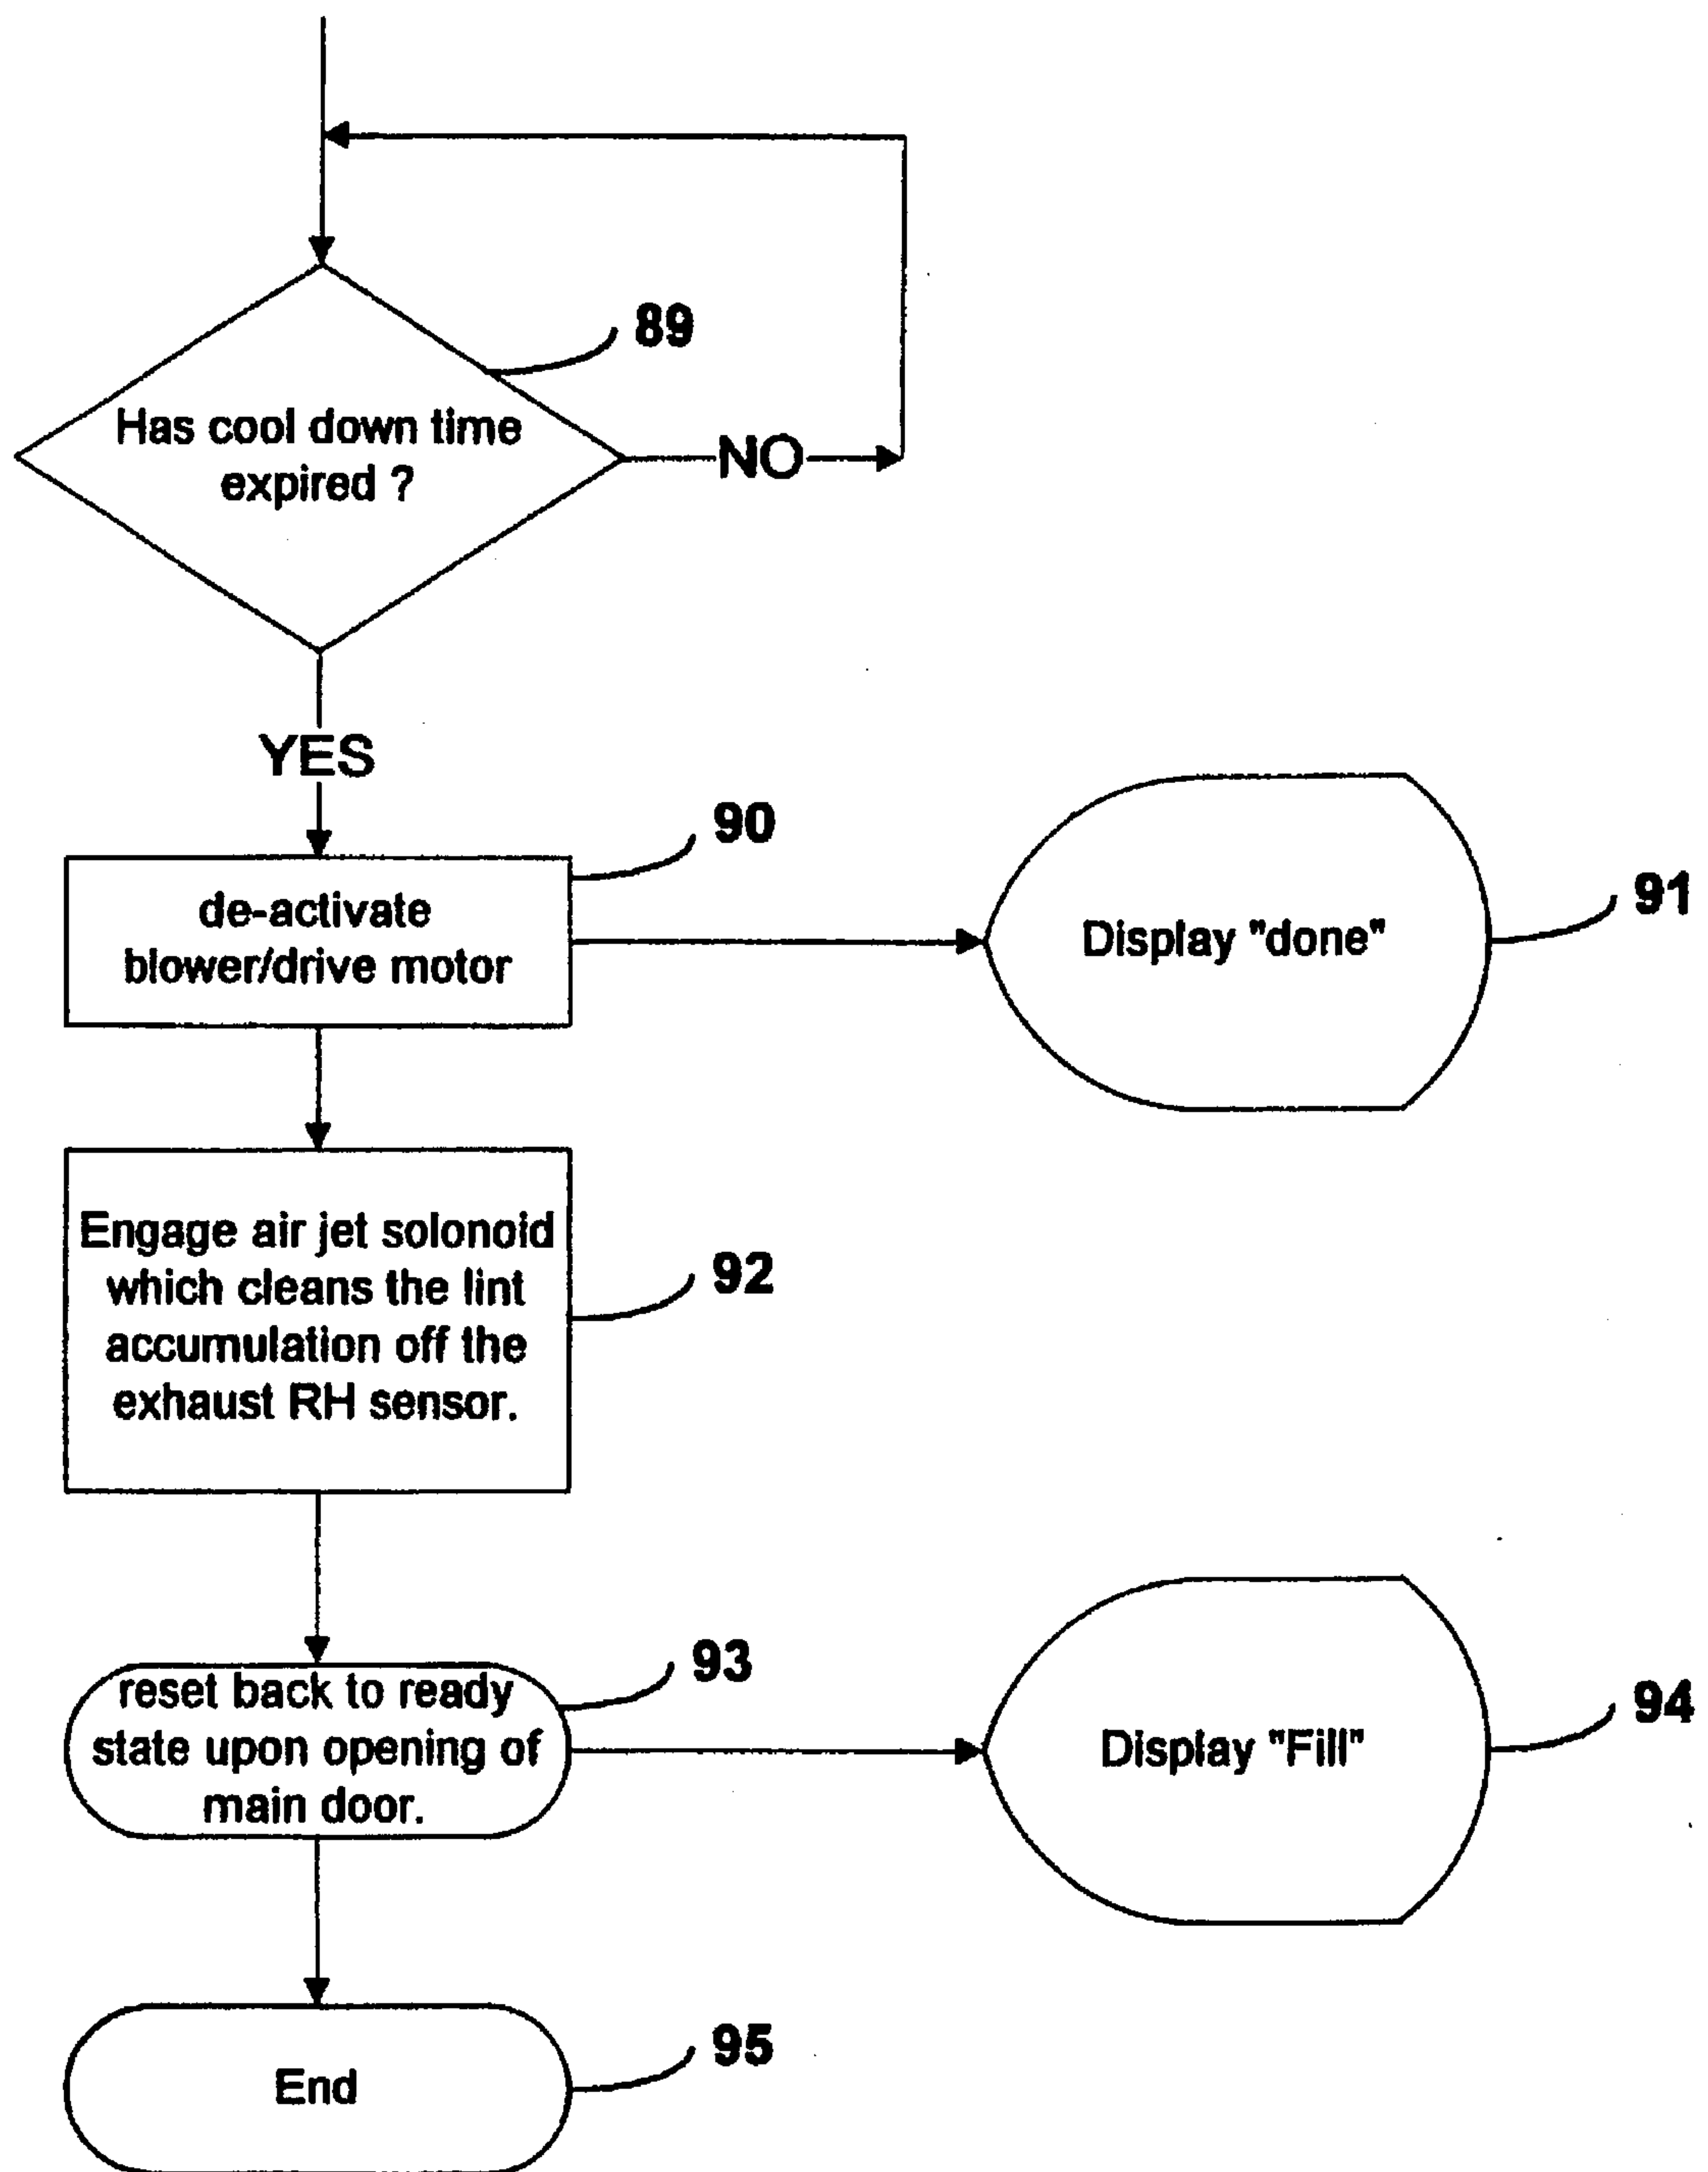 89
Has cool down time
expired ?
NO
YES
90
de-activate
blower/drive motor
Display "done"
91
Engage air jet solonoid
which cleans the lint
accumulation off the
exhaust RH sensor.
92
93
reset back to ready
state upon opening of
main door.
Display "Fill"
94
End
95